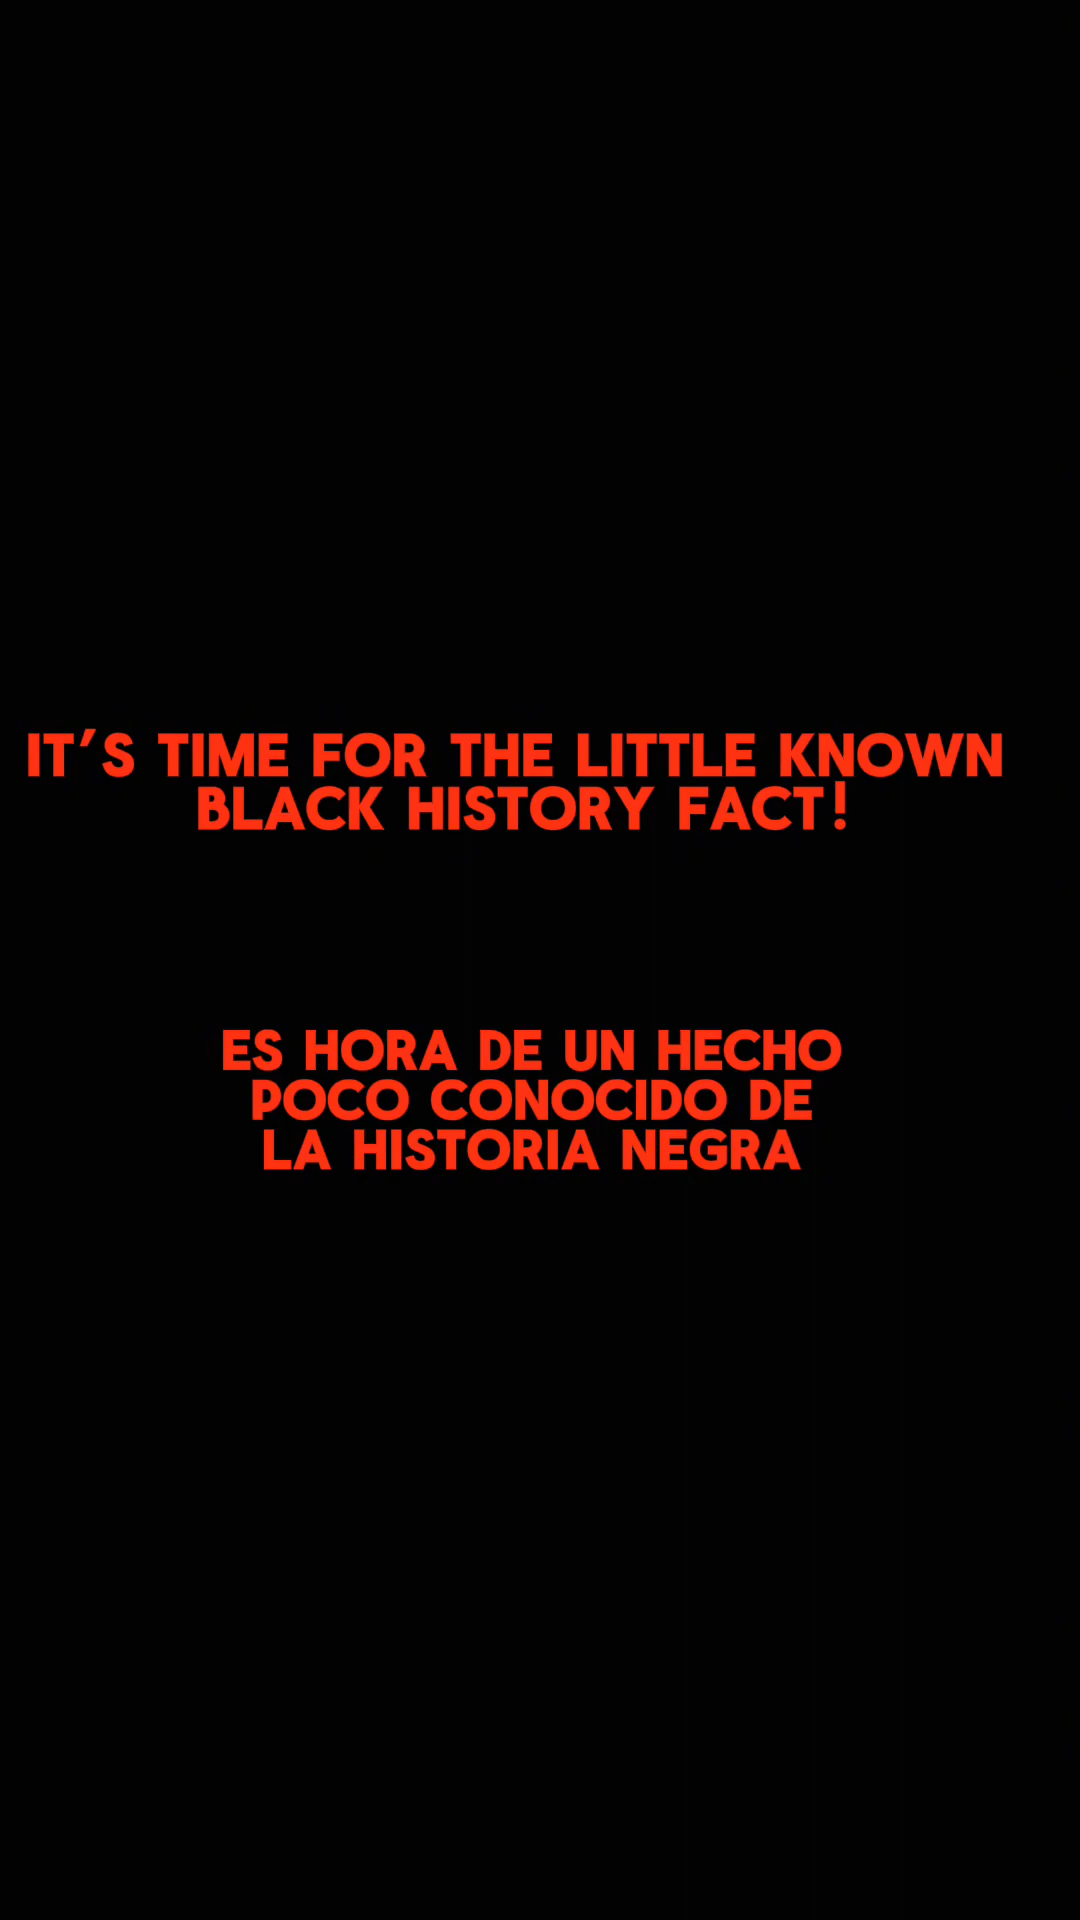 IT'S TIME FOR THE LITTLE KNOWN
BLACK HISTORY FACT!
ES HORA DE UN HECHO
POCO CONOCIDO DE
LA HISTORIA NEGRA